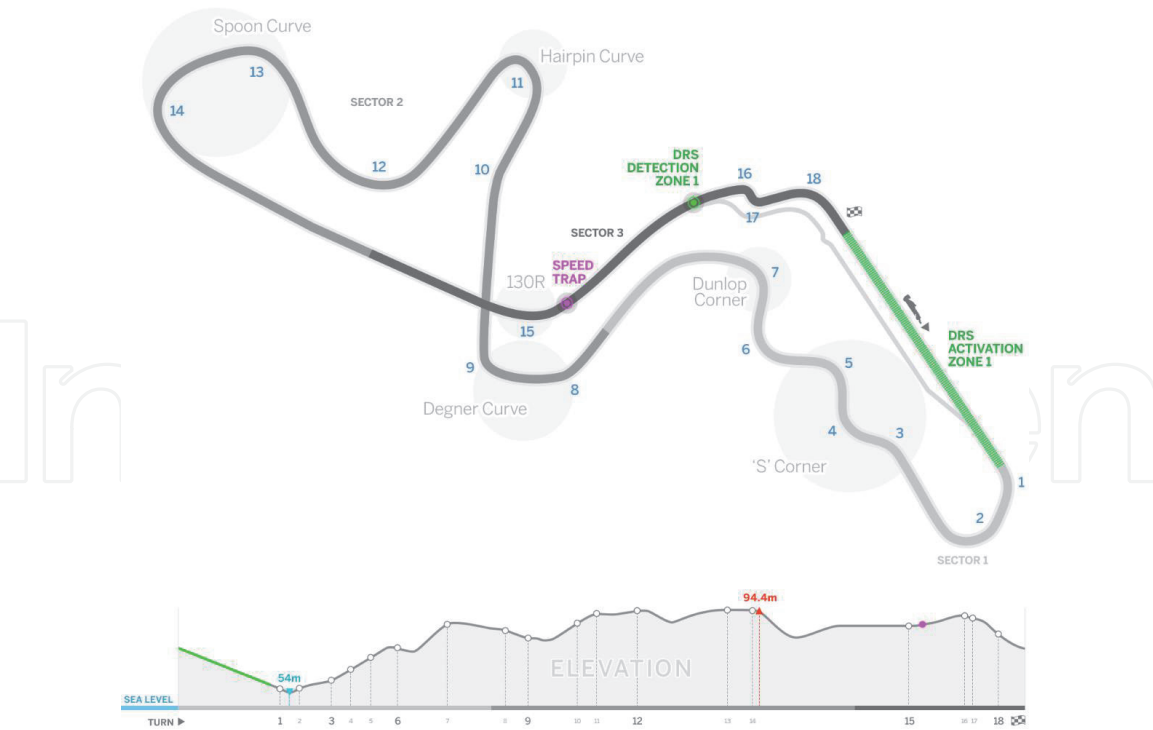 Spoon Curve
Hairpin Curve
13
11
SECTOR 2
14
12
10
DRS
DETECTION
ZONE 1
16
18
17
SECTOR 3
SPEED
TRAP
130R
7
Dunlop
Corner
15
DRS
ACTIVATION
ZONE 1
6
5
9
8
Degner Curve
4
3
'S' Corner
1
2
SECTOR 1
94.4m
ELEVATION
54m
SEA LEVEL
TURN
1 2 3 4 5 6 7 8 9 10 11 12 13 14 15 16 17 18